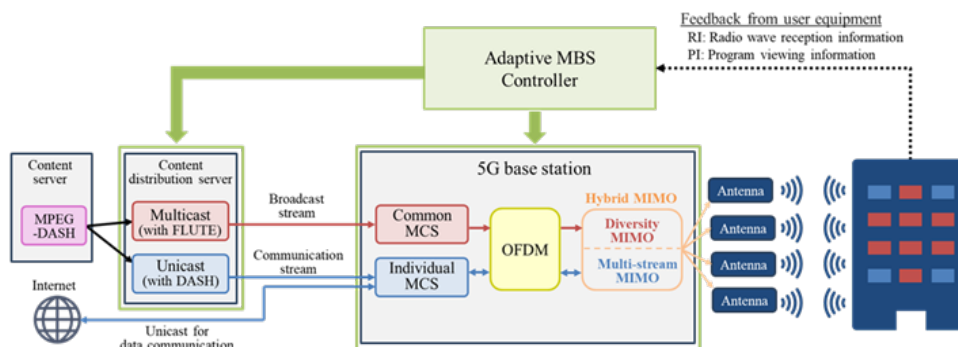 Feedback from user equipment
RI: Radio wave reception information
PI: Program viewing information
Adaptive MBS
Controller
Content
server
MPEG
-DASH
Content
distribution server
Multicast
(with FLUTE)
Unicast
(with DASH)
Broadcast
stream
Communication
stream
Internet
Unicast for
data communication
5G base station
Common
MCS
Individual
MCS
OFDM
Hybrid MIMO
Diversity
MIMO
Multi-stream
MIMO
Antenna
Antenna
Antenna
Antenna